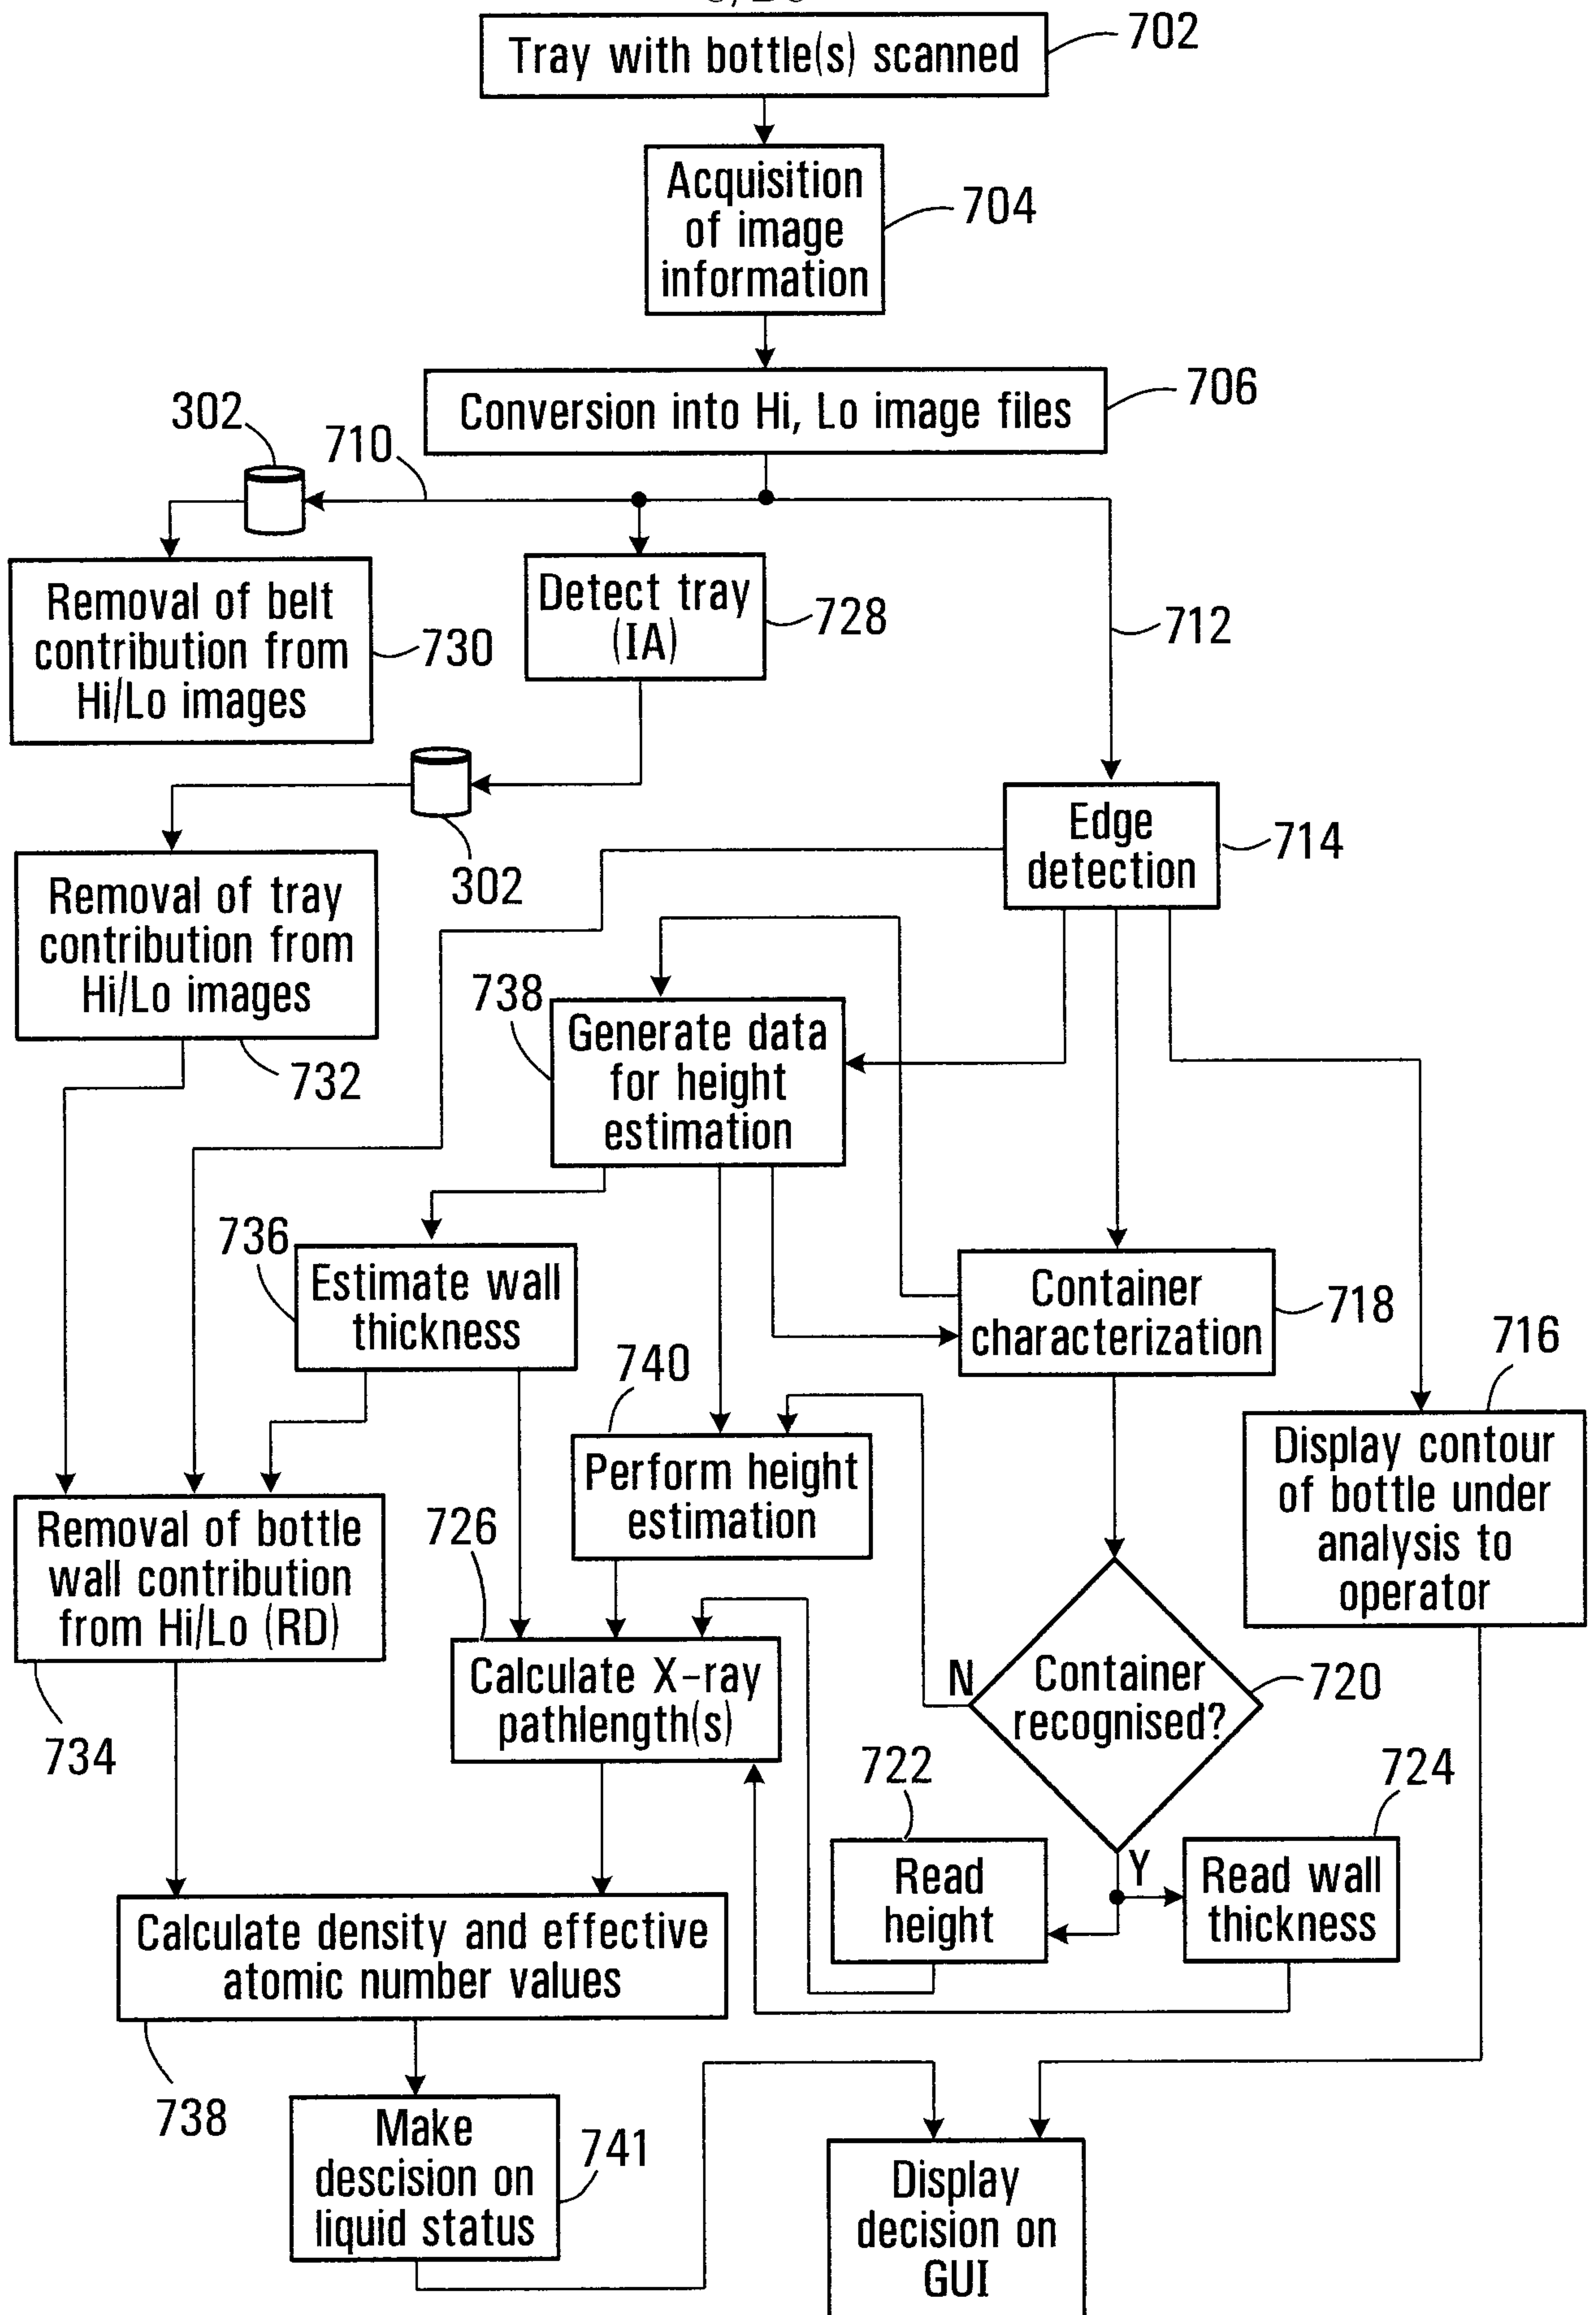 Tray with bottle(s) scanned
702
Acquisition
of image
information
704
Conversion into Hi, Lo image files
706
302
710
Removal of belt
contribution from
Hi/Lo images
730
Detect tray
(IA)
728
712
302
Edge
detection
714
Removal of tray
contribution from
Hi/Lo images
732
738
Generate data
for height
estimation
736
Estimate wall
thickness
Container
characterization
718
716
Display contour
of bottle under
analysis to
operator
740
Perform height
estimation
Removal of bottle
wall contribution
from Hi/Lo (RD)
734
726
Calculate X-ray
pathlength(s)
N
Container
recognised?
720
Y
722
Read
height
724
Read wall
thickness
Calculate density and effective
atomic number values
738
Make
descision on
liquid status
741
Display
decision on
GUI